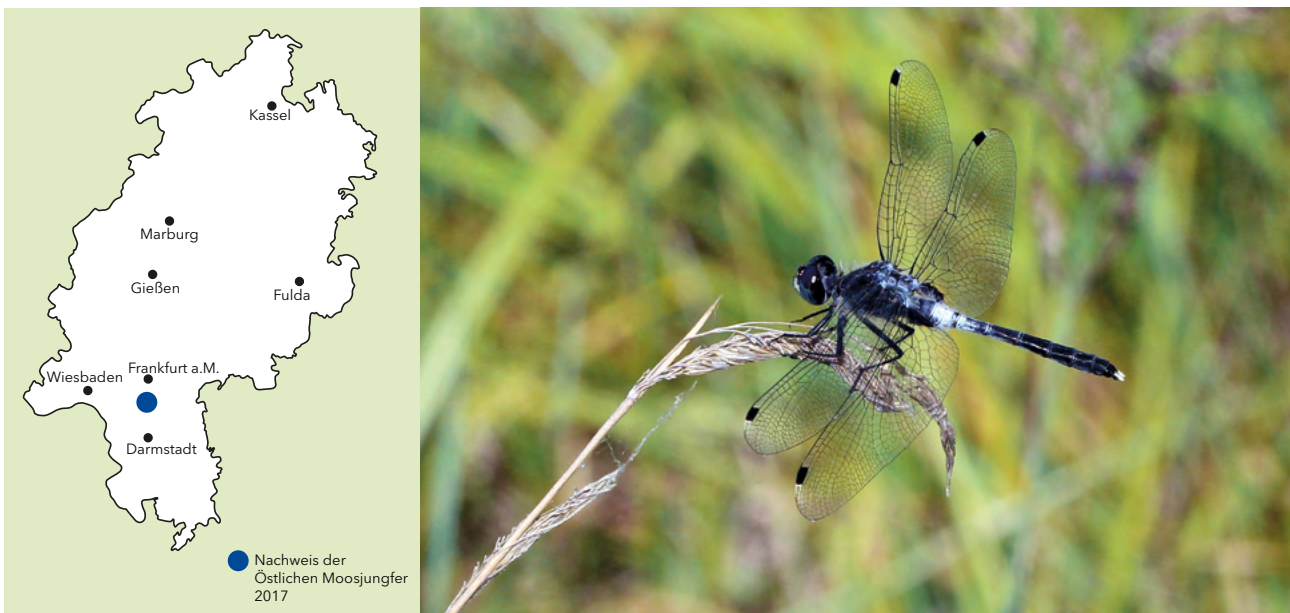 Kassel
Marburg
Gießen
Fulda
Wiesbaden
Frankfurt a.M.
Darmstadt
Nachweis der
Östlichen Moosjungfer
2017